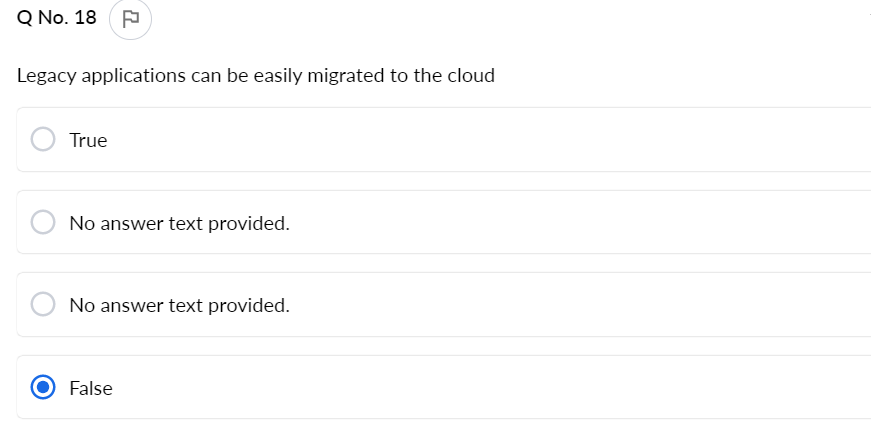 Q No. 18
Legacy applications can be easily migrated to the cloud
True
No answer text provided.
No answer text provided.
False